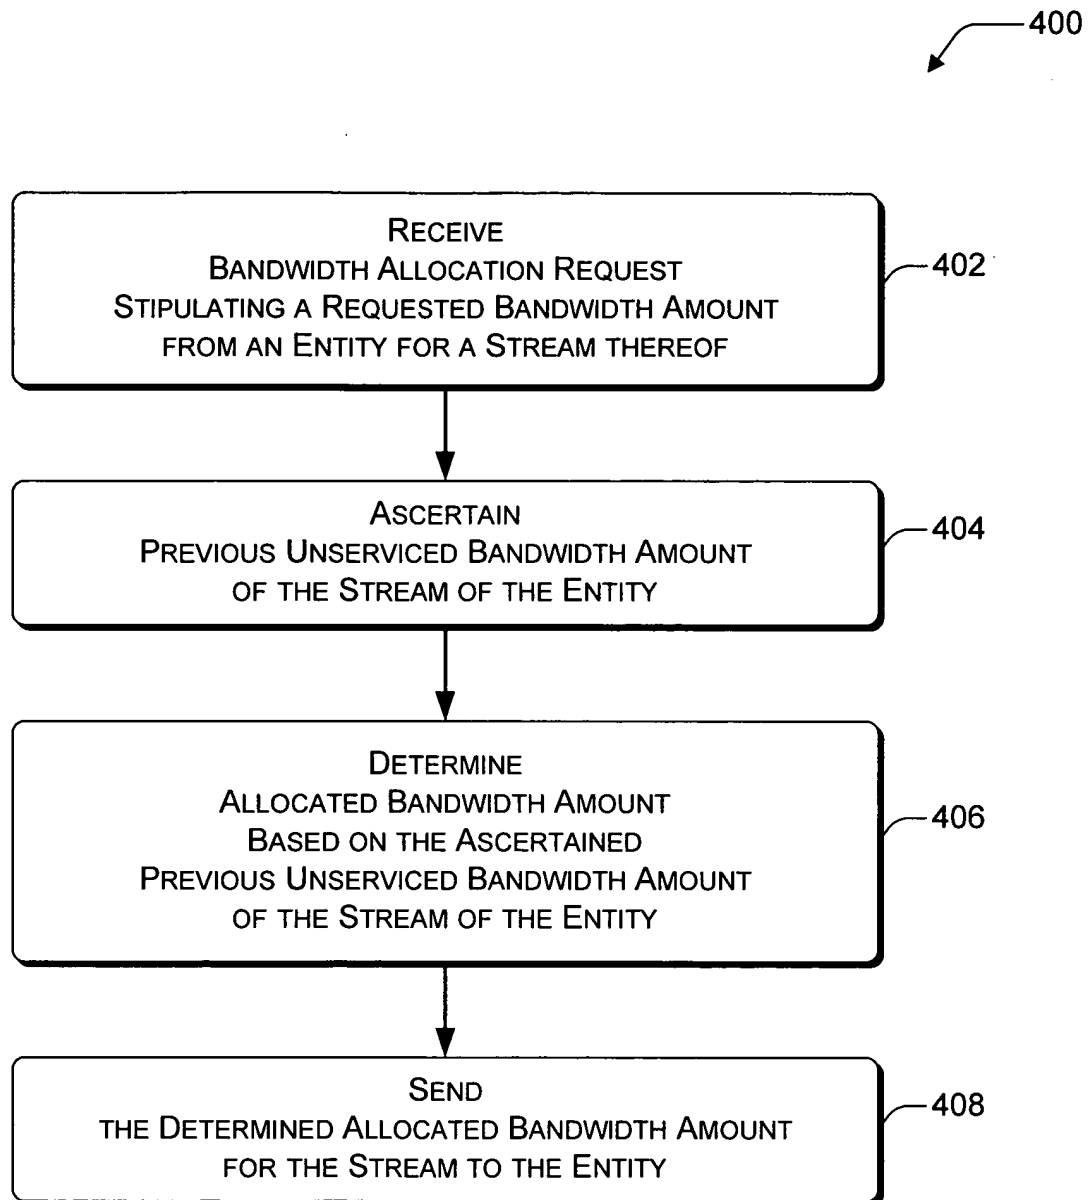 400
RECEIVE
BANDWIDTH ALLOCATION REQUEST
STIPULATING A REQUESTED BANDWIDTH AMOUNT
FROM AN ENTITY FOR A STREAM THEREOF
402
ASCERTAIN
PREVIOUS UNSERVICED BANDWIDTH AMOUNT
OF THE STREAM OF THE ENTITY
404
DETERMINE
ALLOCATED BANDWIDTH AMOUNT
BASED ON THE ASCERTAINED
PREVIOUS UNSERVICED BANDWIDTH AMOUNT
OF THE STREAM OF THE ENTITY
406
SEND
THE DETERMINED ALLOCATED BANDWIDTH AMOUNT
FOR THE STREAM TO THE ENTITY
408